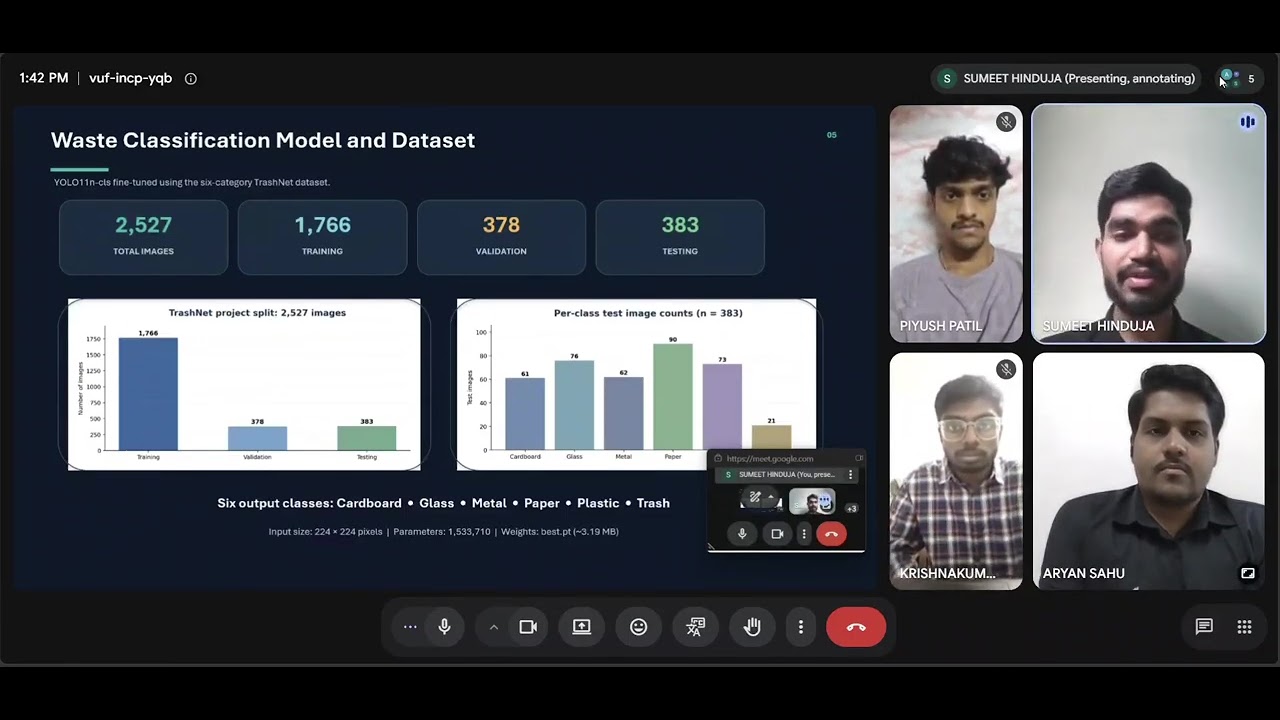 1:42 PM | vuf-incp-yqb
S SUMEET HINDUJA (Presenting, annotating)
5
Waste Classification Model and Dataset
05
YOLO11n-cls fine-tuned using the six-category TrashNet dataset.
2,527
TOTAL IMAGES
1,766
TRAINING
378
VALIDATION
383
TESTING
TrashNet project split: 2,527 images
Number of images
1750
1500
1250
1000
750
500
250
0
1,766
378
383
Training Validation Testing
Per-class test image counts (n = 383)
Test images
100
80
60
40
20
0
61
76
62
90
73
21
Cardboard Glass Metal Paper
https://meet.google.com
S SUMEET HINDUJA (You, prese...
+3
Six output classes: Cardboard • Glass • Metal • Paper • Plastic • Trash
Input size: 224 × 224 pixels | Parameters: 1,533,710 | Weights: best.pt (~3.19 MB)
PIYUSH PATIL
SUMEET HINDUJA
KRISHNAKUM...
ARYAN SAHU